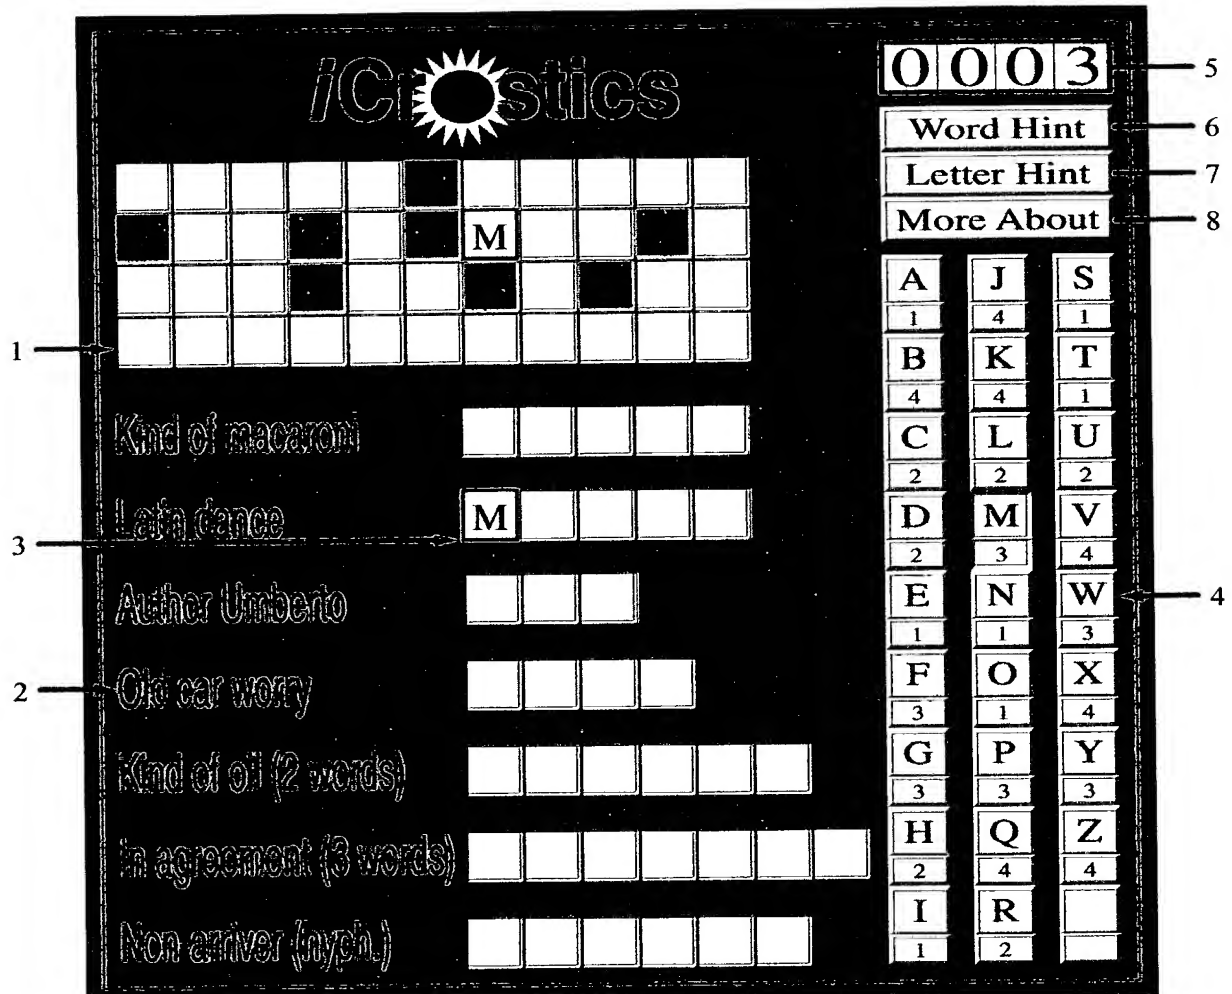 iCrostics
0003 5
Word Hint 6
Letter Hint 7
More About 8
M
1
Kind of macaroni
Latin dance M
3
Author Umberto
2 Old car worry
Kind of oil (2 words)
in agreement (3 words)
Non arriver (hyph.)
A J S
1 4 1
B K T
4 4 1
C L U
2 2 2
D M V
2 3 4
E N W 4
1 1 3
F O X
3 1 4
G P Y
3 3 3
H Q Z
2 4 4
I R
1 2